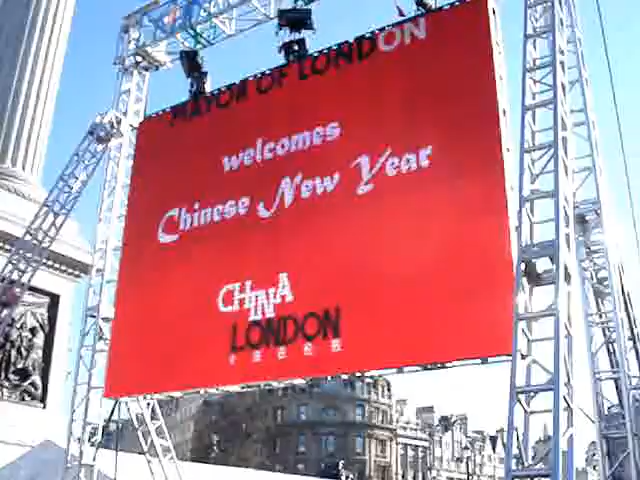 MAYOR OF LONDON
welcomes
Chinese New Year
CHINA
LONDON